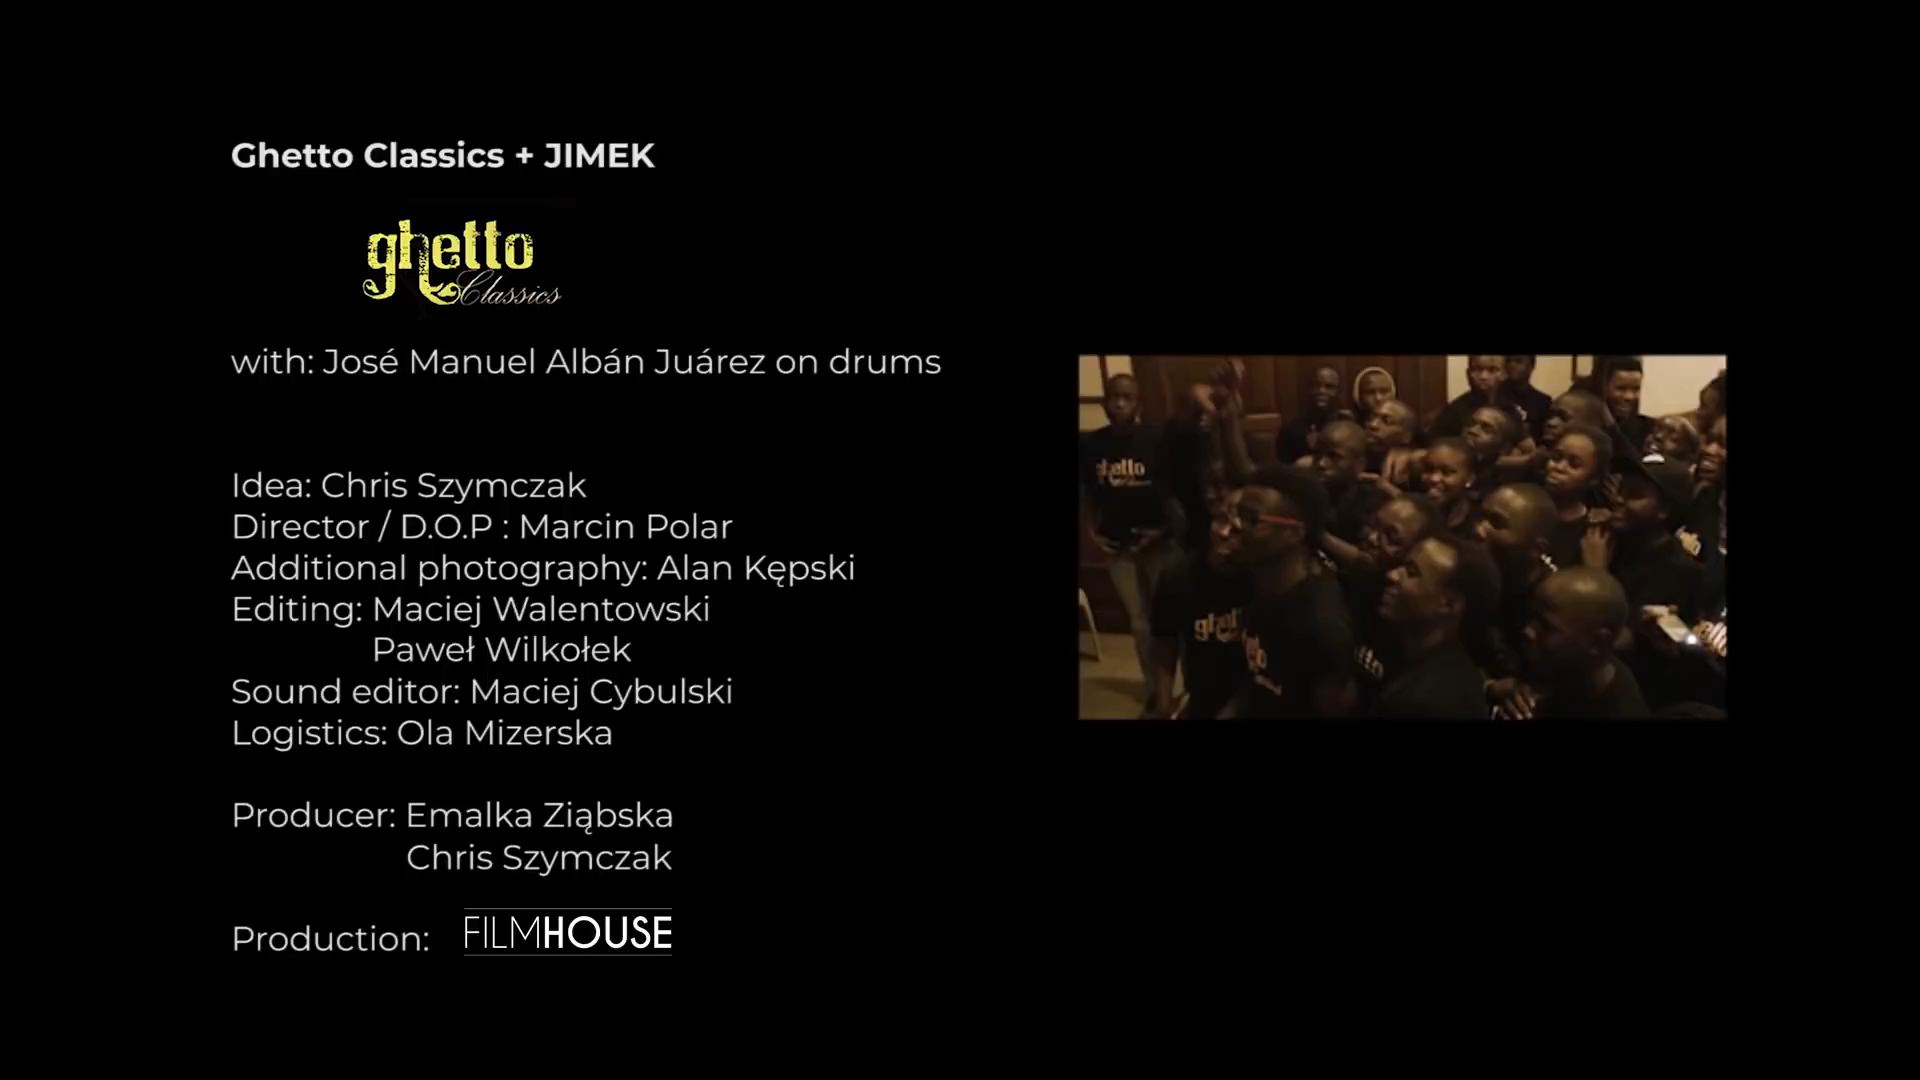 Ghetto Classics + JIMEK
ghetto
Classics
with: José Manuel Albán Juárez on drums
Idea: Chris Szymczak
Director / D.O.P : Marcin Polar
Additional photography: Alan Kępski
Editing: Maciej Walentowski
Paweł Wilkołek
Sound editor: Maciej Cybulski
Logistics: Ola Mizerska
Producer: Emalka Ziąbska
Chris Szymczak
Production: FILMHOUSE
ghetto